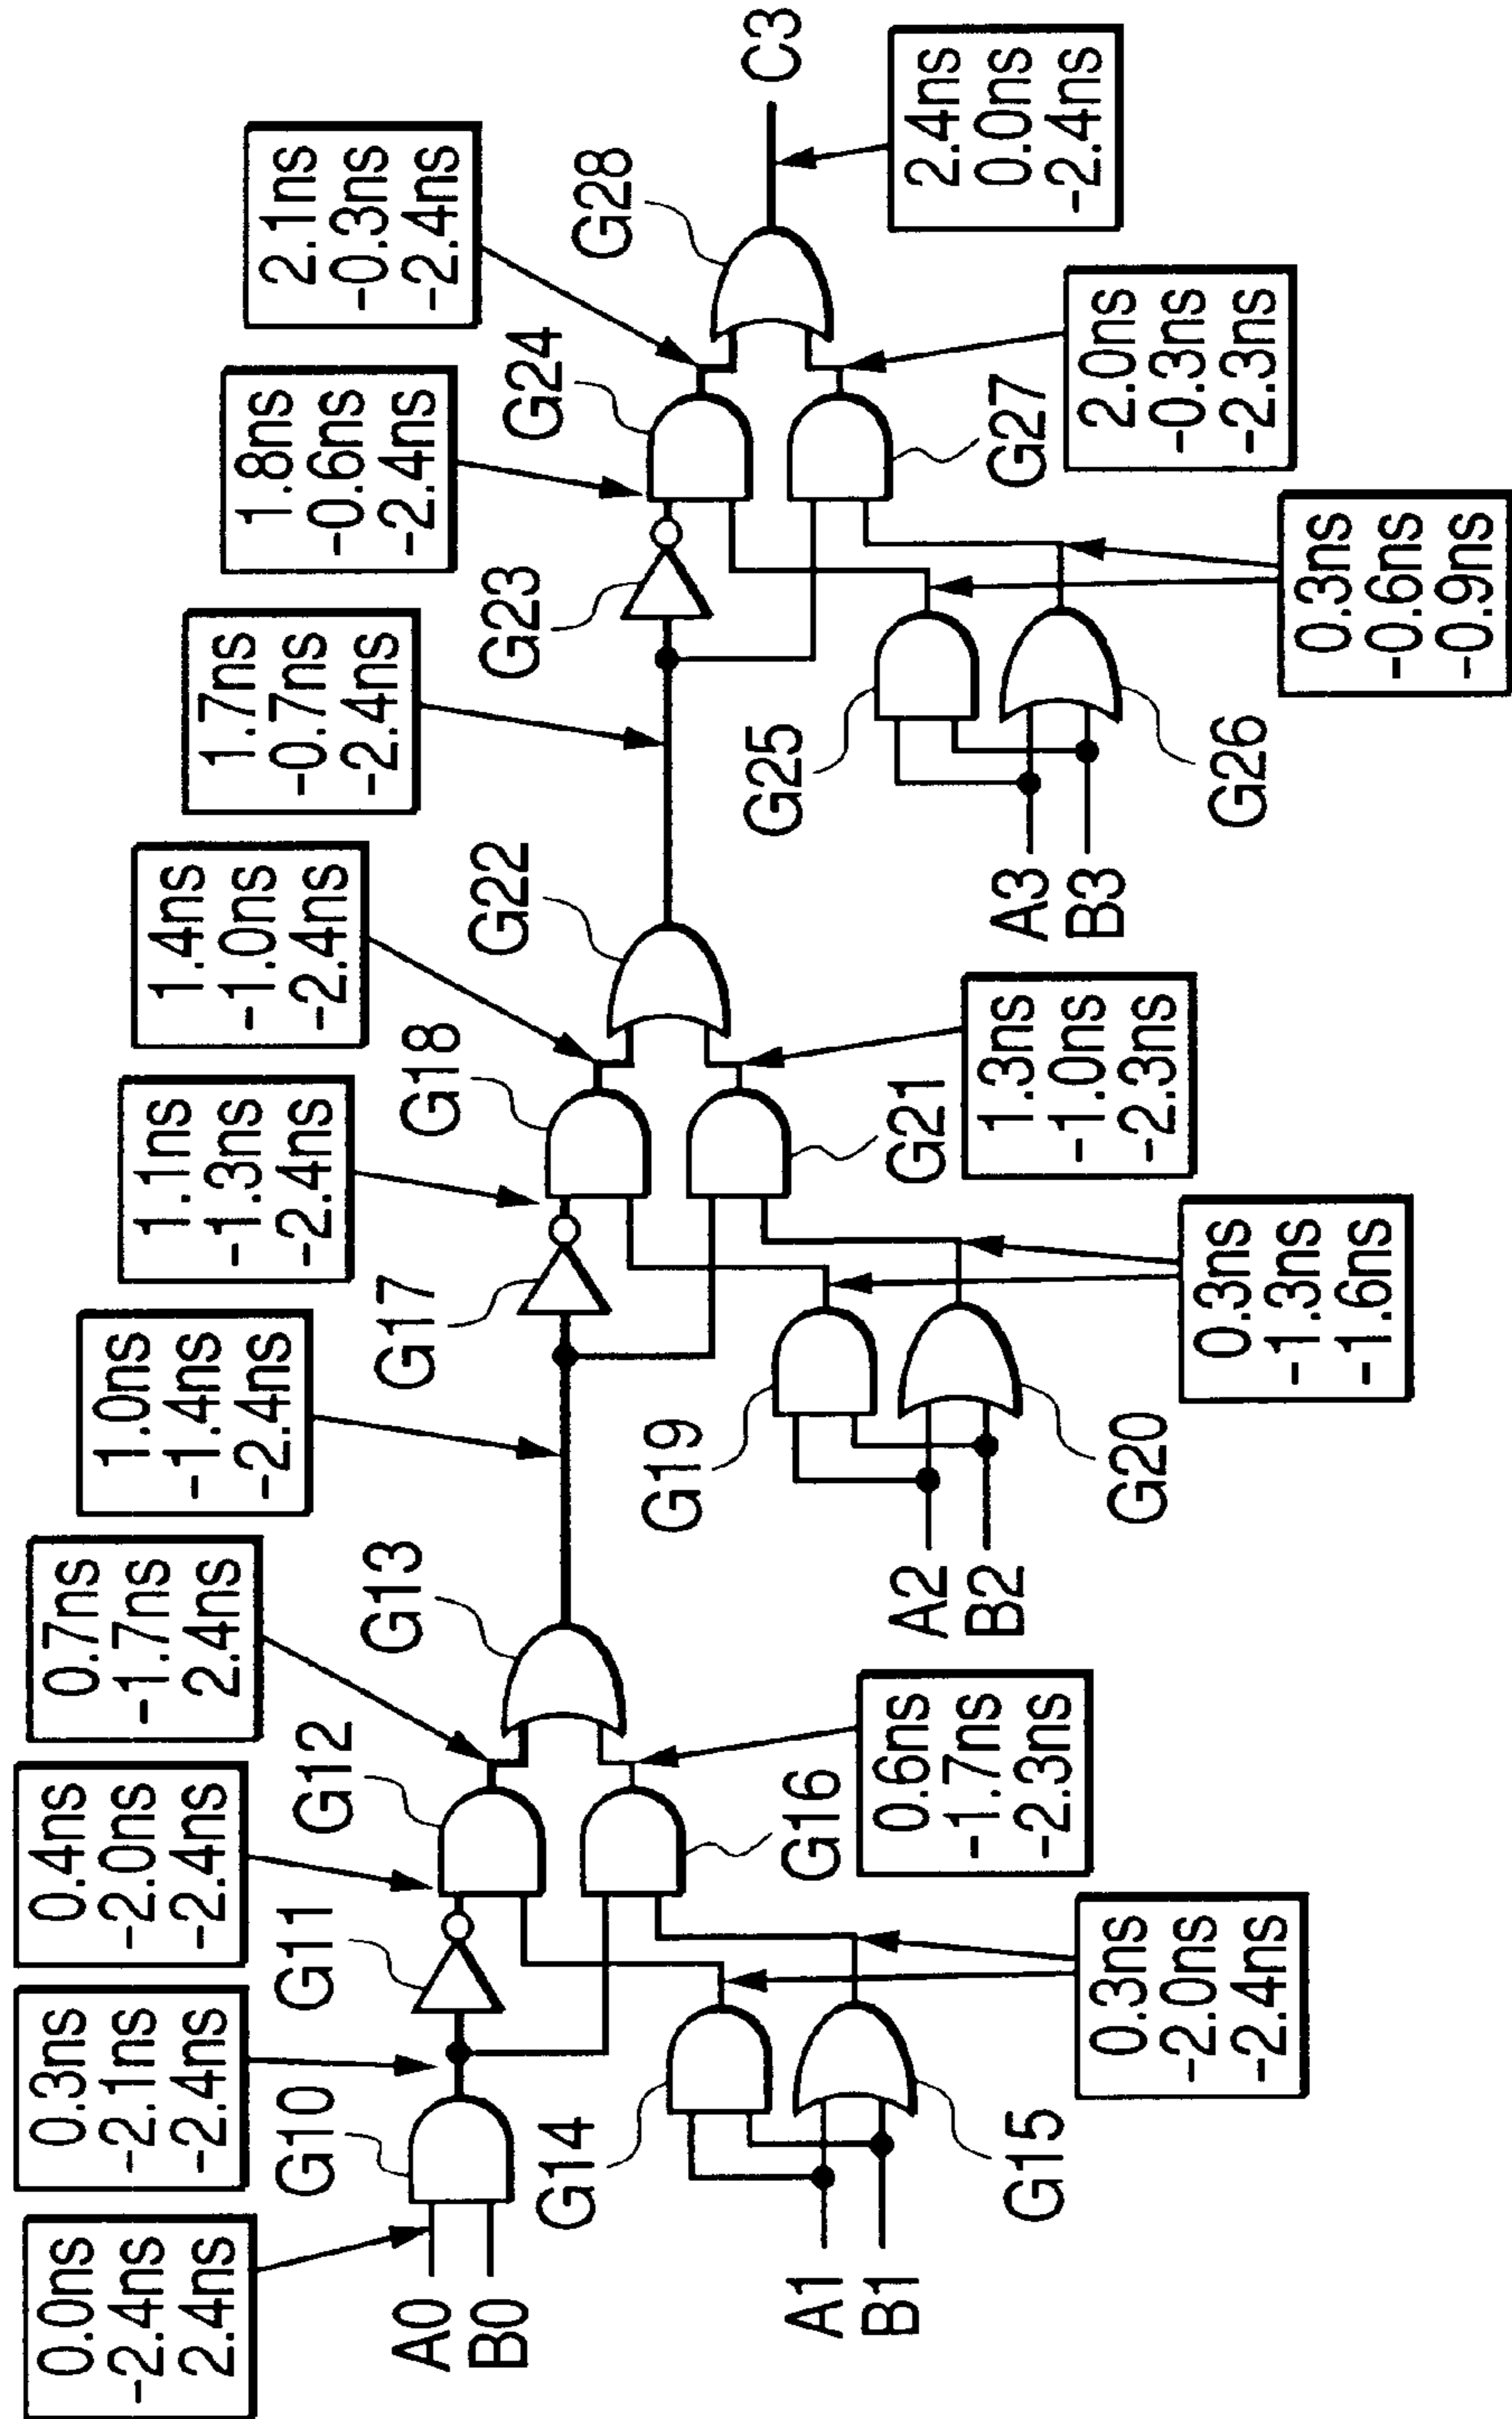 0.0ns
-2.4ns
2.4ns
0.3ns
-2.1ns
-2.4ns
0.4ns
-2.0ns
-2.4ns
0.7ns
-1.7ns
2.4ns
1.0ns
-1.4ns
-2.4ns
1.1ns
-1.3ns
-2.4ns
1.4ns
-1.0ns
-2.4ns
1.7ns
-0.7ns
-2.4ns
1.8ns
-0.6ns
-2.4ns
2.1ns
-0.3ns
-2.4ns
A0
B0
G10
G11
G12
G13
G17
G18
G22
G23
G24
G28
C3
2.4ns
0.0ns
-2.4ns
A1
B1
G14
G15
G16
0.6ns
-1.7ns
-2.3ns
0.3ns
-2.0ns
-2.4ns
A2
B2
G19
G20
G21
1.3ns
-1.0ns
-2.3ns
0.3ns
-1.3ns
-1.6ns
A3
B3
G25
G26
G27
2.0ns
-0.3ns
-2.3ns
0.3ns
-0.6ns
-0.9ns